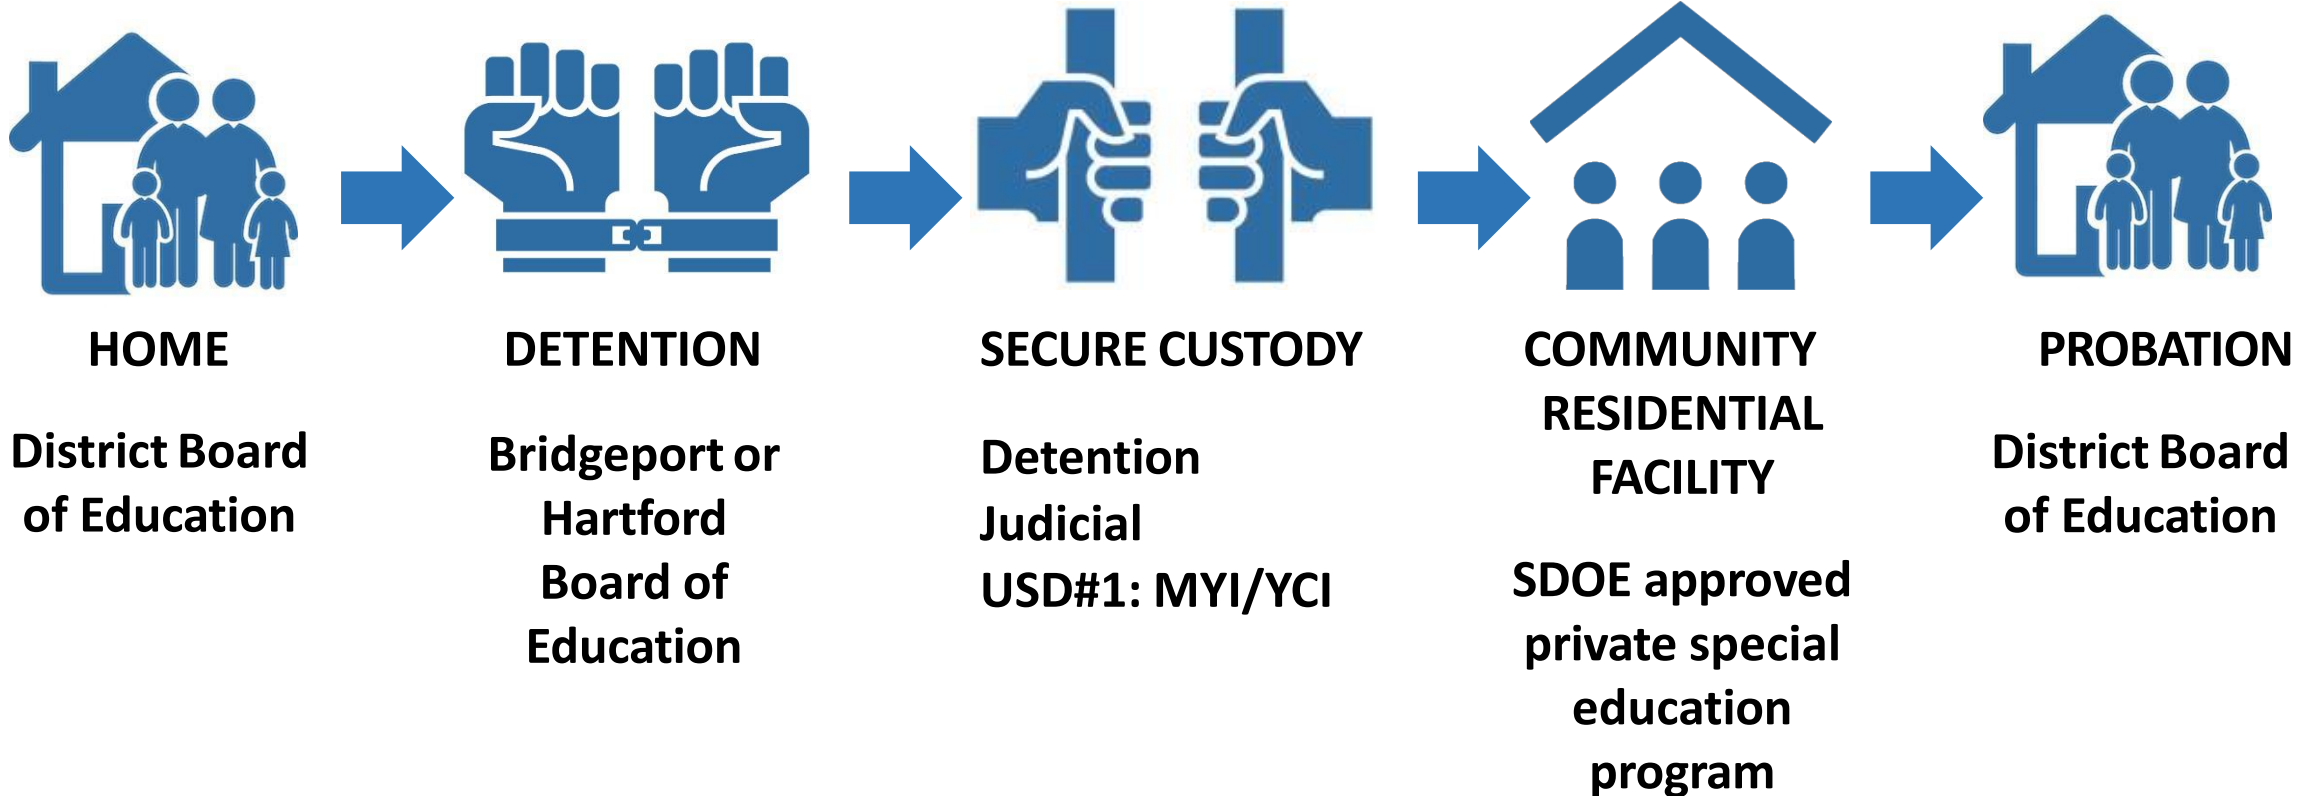 HOME
District Board
of Education
DETENTION
Bridgeport or
Hartford
Board of
Education
SECURE CUSTODY
Detention
Judicial
USD#1: MYI/YCI
COMMUNITY
RESIDENTIAL
FACILITY
SDOE approved
private special
education
program
PROBATION
District Board
of Education